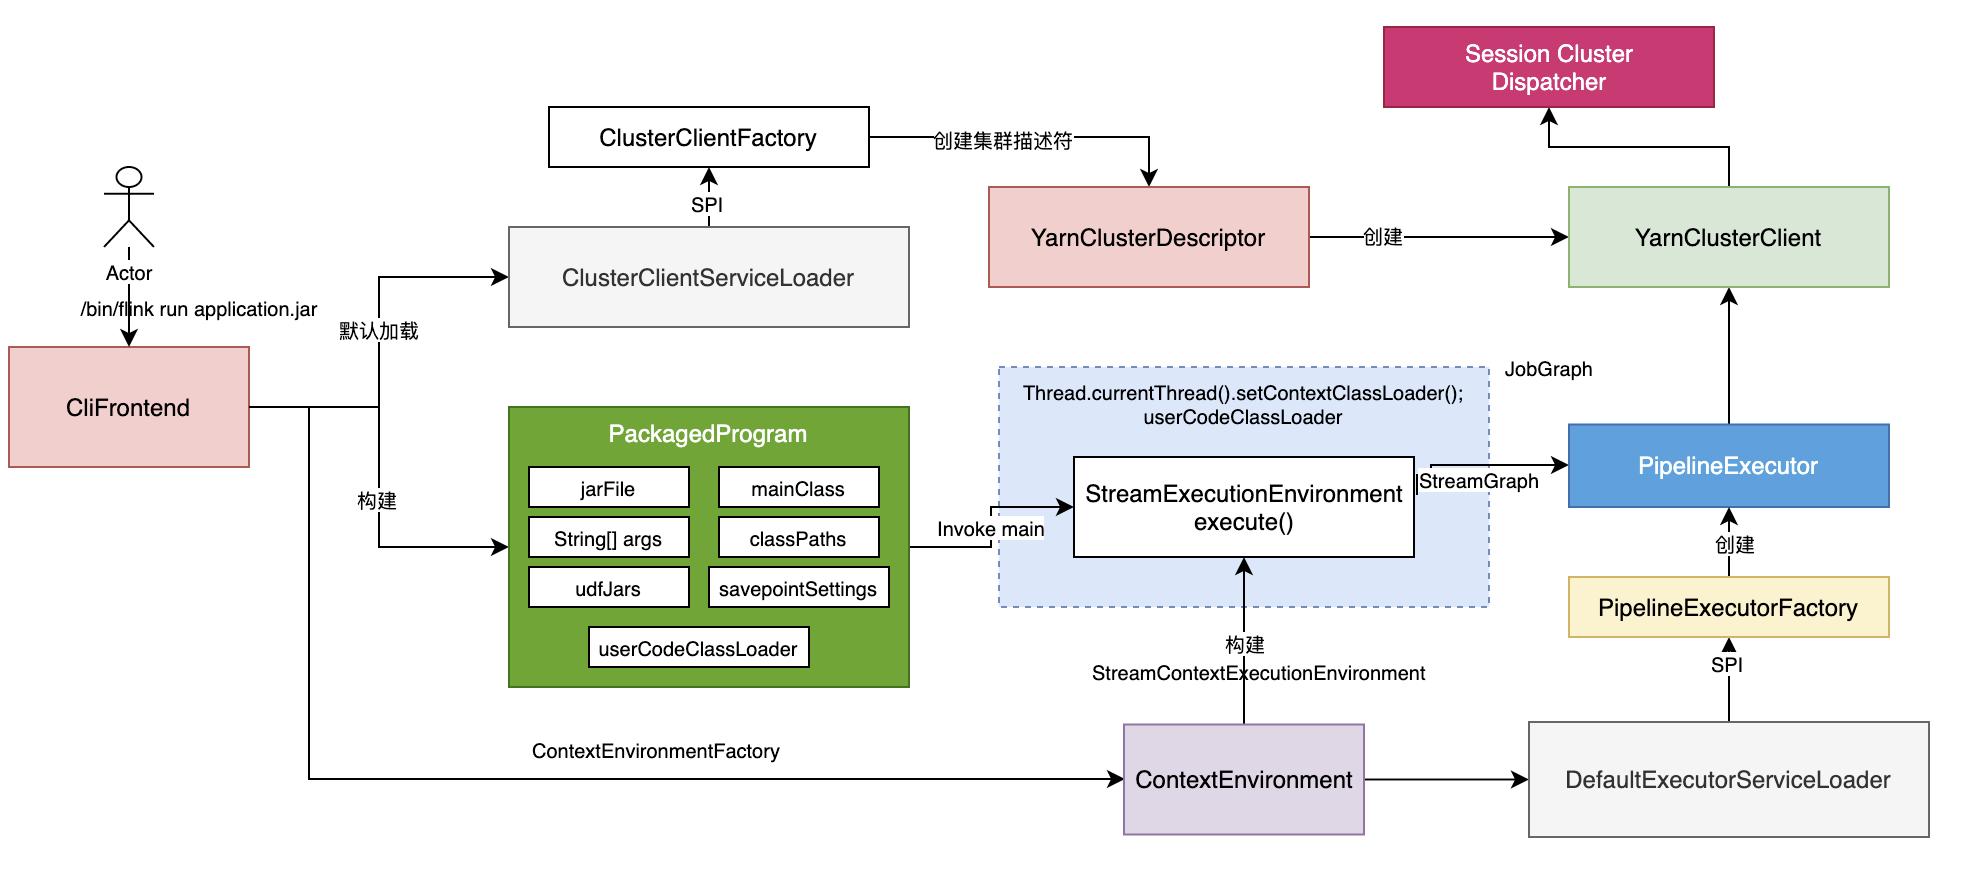 Session Cluster
Dispatcher
ClusterClientFactory
创建集群描述符
SPI
YarnClusterDescriptor
创建
YarnClusterClient
Actor
/bin/flink run application.jar
ClusterClientServiceLoader
默认加载
CliFrontend
JobGraph
Thread.currentThread().setContextClassLoader();
userCodeClassLoader
PackagedProgram
jarFile
mainClass
String[] args
classPaths
udfJars
savepointSettings
userCodeClassLoader
构建
Invoke main
StreamExecutionEnvironment
execute()
StreamGraph
PipelineExecutor
创建
PipelineExecutorFactory
SPI
构建
StreamContextExecutionEnvironment
ContextEnvironmentFactory
ContextEnvironment
DefaultExecutorServiceLoader